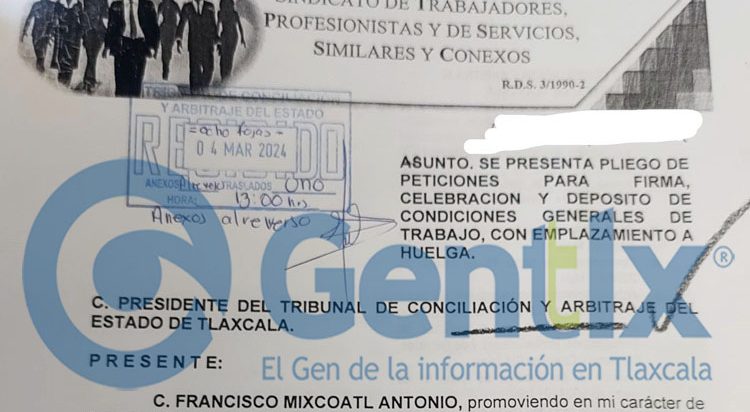 SINDICATO DE TRABAJADORES,
PROFESIONISTAS Y DE SERVICIOS,
SIMILARES Y CONEXOS
R.D.S. 3/1990-2
TRIBUNAL DE CONCILIACIÓN
Y ARBITRAJE DEL ESTADO
RECIBIDO
=ocho fojas=
04 MAR 2024
ANEXOS TRASLADOS uno
HORA: 13:00 hrs
Anexos al reverso
ASUNTO. SE PRESENTA PLIEGO DE
PETICIONES PARA FIRMA,
CELEBRACION Y DEPOSITO DE
CONDICIONES GENERALES DE
TRABAJO, CON EMPLAZAMIENTO A
HUELGA.
Gentlx®
C. PRESIDENTE DEL TRIBUNAL DE CONCILIACIÓN Y ARBITRAJE DEL
ESTADO DE TLAXCALA.
El Gen de la información en Tlaxcala
PRESENTE:
C. FRANCISCO MIXCOATL ANTONIO, promoviendo en mi carácter de